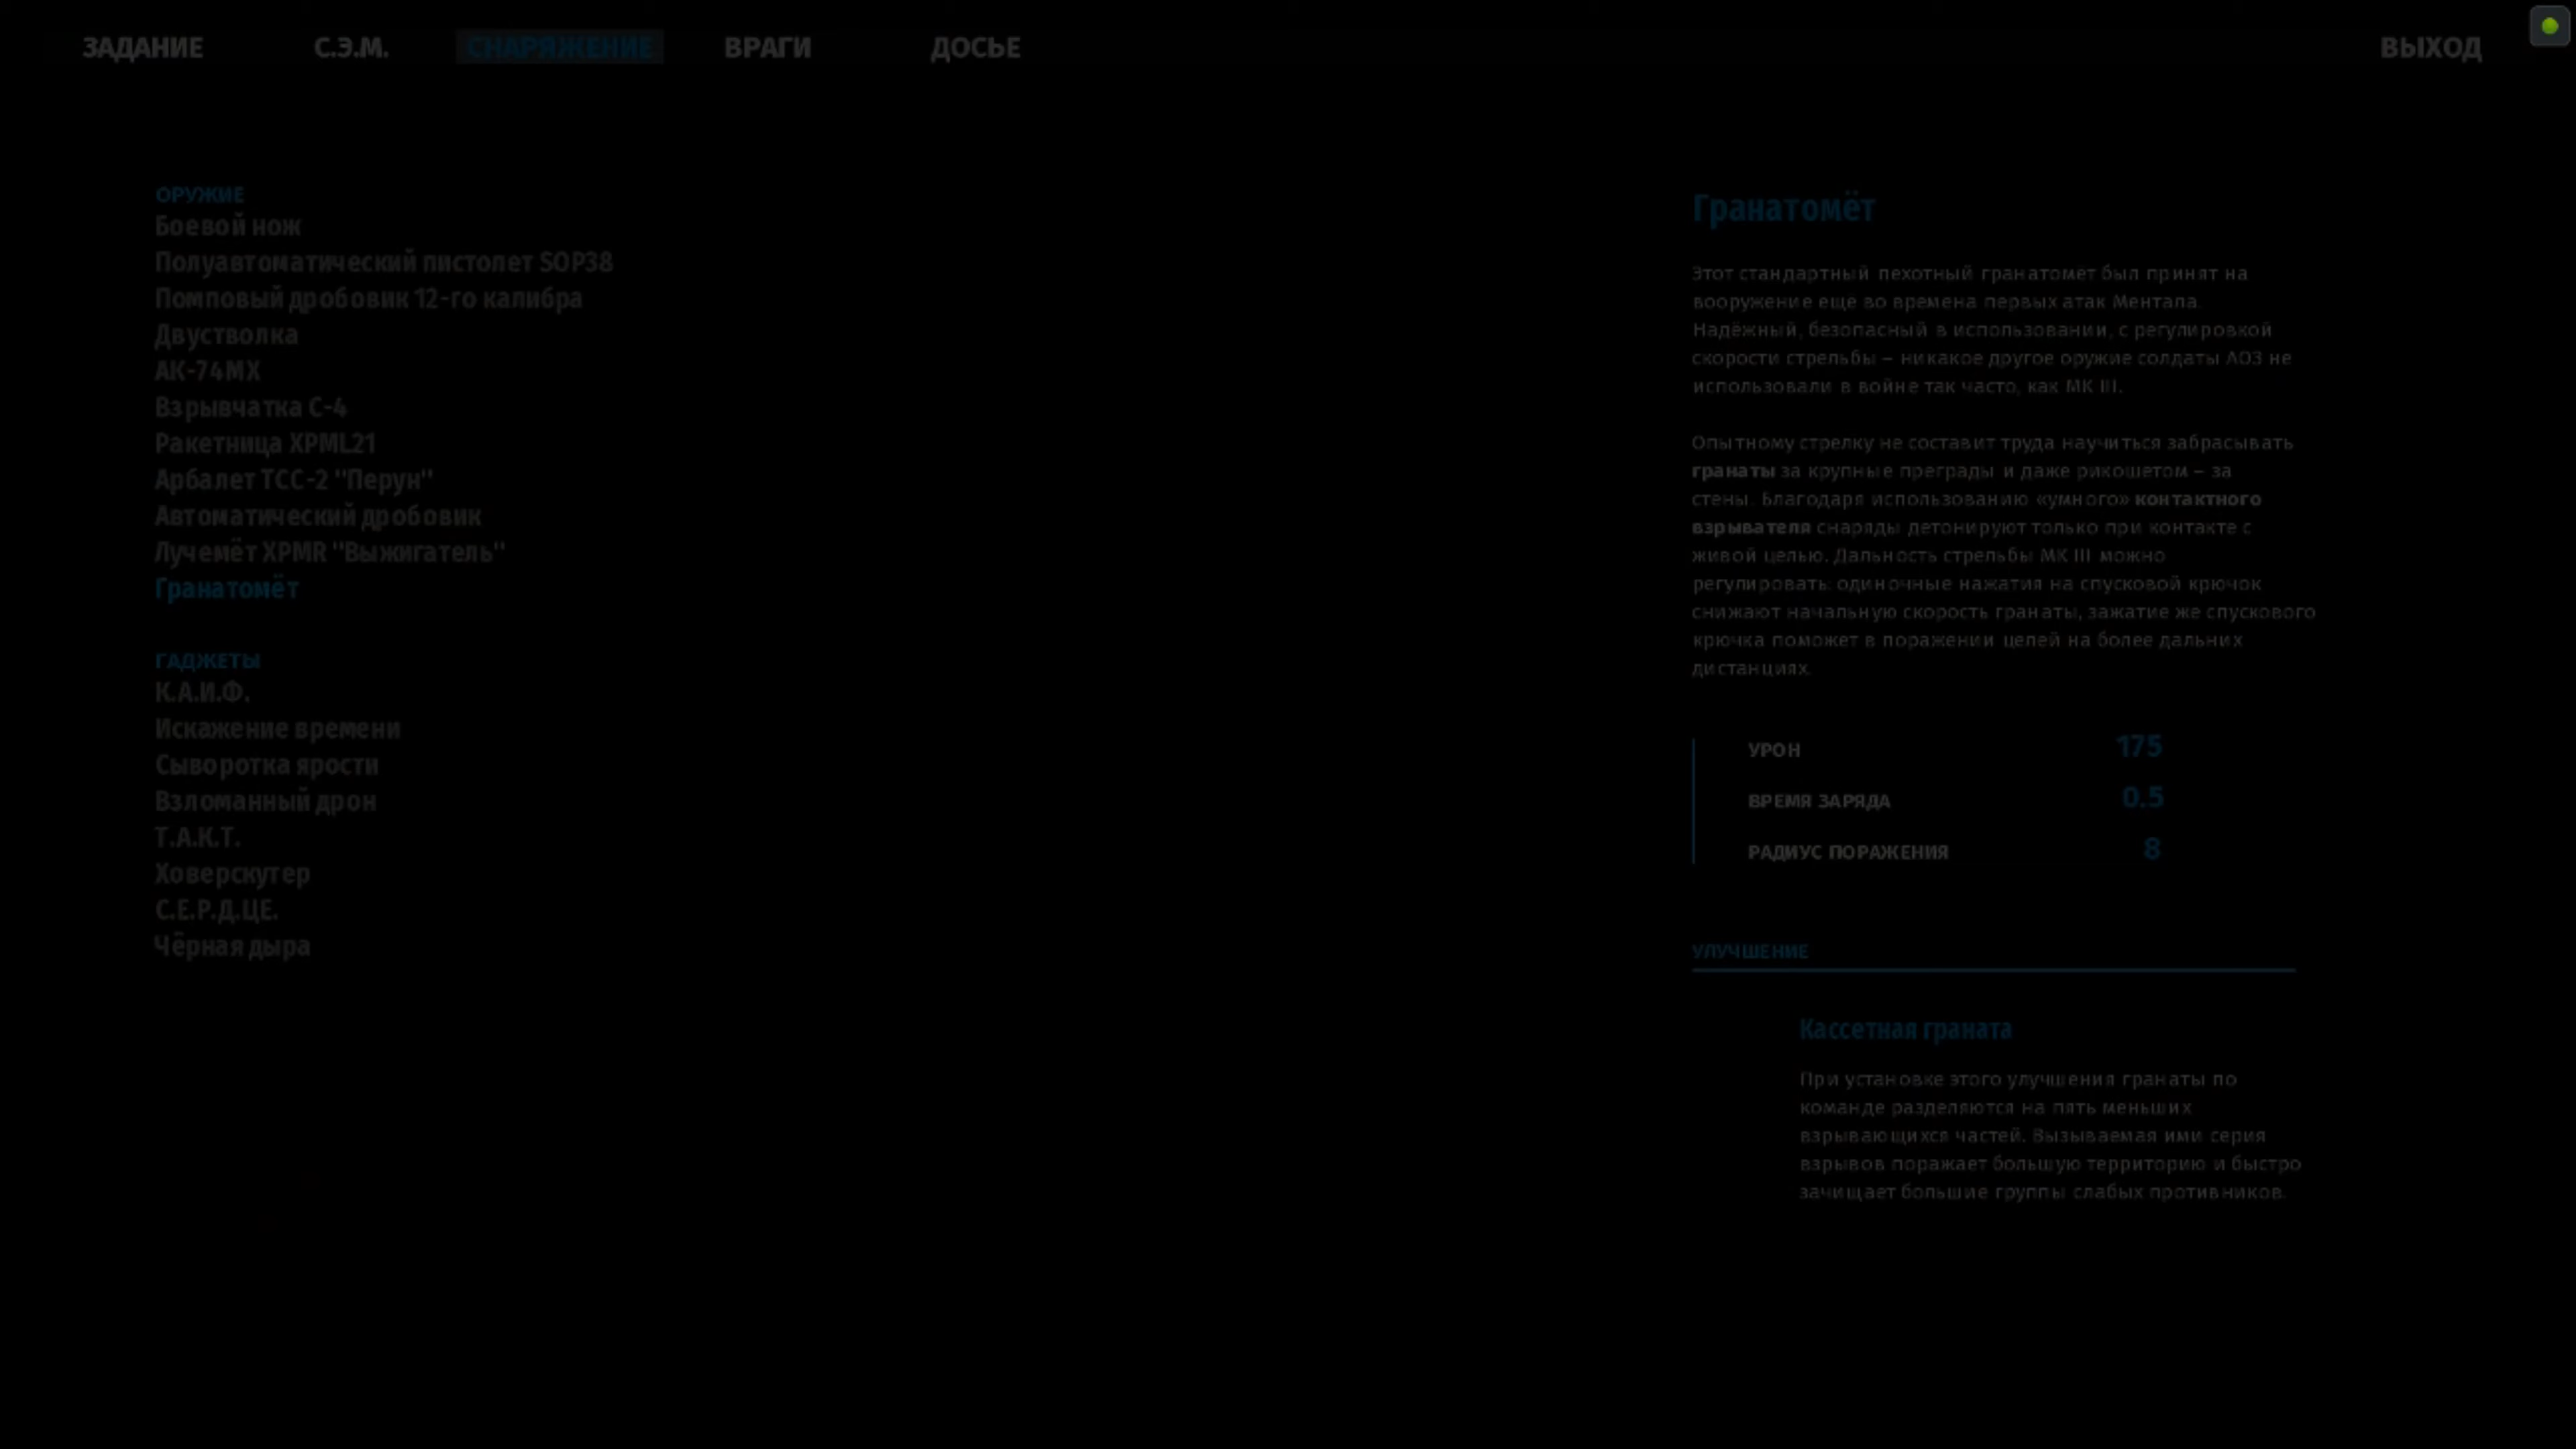 ЗАДАНИЕ С.Э.М. СНАРЯЖЕНИЕ ВРАГИ ДОСЬЕ ВЫХОД
ОРУЖИЕ
Боевой нож
Полуавтоматический пистолет SOP38
Помповый дробовик 12-го калибра
Двустволка
АК-74МХ
Взрывчатка С-4
Ракетница XPML21
Арбалет ТСС-2 "Перун"
Автоматический дробовик
Лучемёт XPMR "Выжигатель"
Гранатомёт
ГАДЖЕТЫ
К.А.И.Ф.
Искажение времени
Сыворотка ярости
Взломанный дрон
Т.А.К.Т.
Ховерскутер
С.Е.Р.Д.ЦЕ.
Чёрная дыра
Гранатомёт
Этот стандартный пехотный гранатомёт был принят на
вооружение еще во времена первых атак Ментала.
Надёжный, безопасный в использовании, с регулировкой
скорости стрельбы – никакое другое оружие солдаты АОЗ не
использовали в войне так часто, как МК III.
Опытному стрелку не составит труда научиться забрасывать
гранаты за крупные преграды и даже рикошетом – за
стены. Благодаря использованию «умного» контактного
взрывателя снаряды детонируют только при контакте с
живой целью. Дальность стрельбы МК III можно
регулировать: одиночные нажатия на спусковой крючок
снижают начальную скорость гранаты, зажатие же спускового
крючка поможет в поражении целей на более дальних
дистанциях.
УРОН 175
ВРЕМЯ ЗАРЯДА 0.5
РАДИУС ПОРАЖЕНИЯ 8
УЛУЧШЕНИЕ
Кассетная граната
При установке этого улучшения гранаты по
команде разделяются на пять меньших
взрывающихся частей. Вызываемая ими серия
взрывов поражает большую территорию и быстро
зачищает большие группы слабых противников.